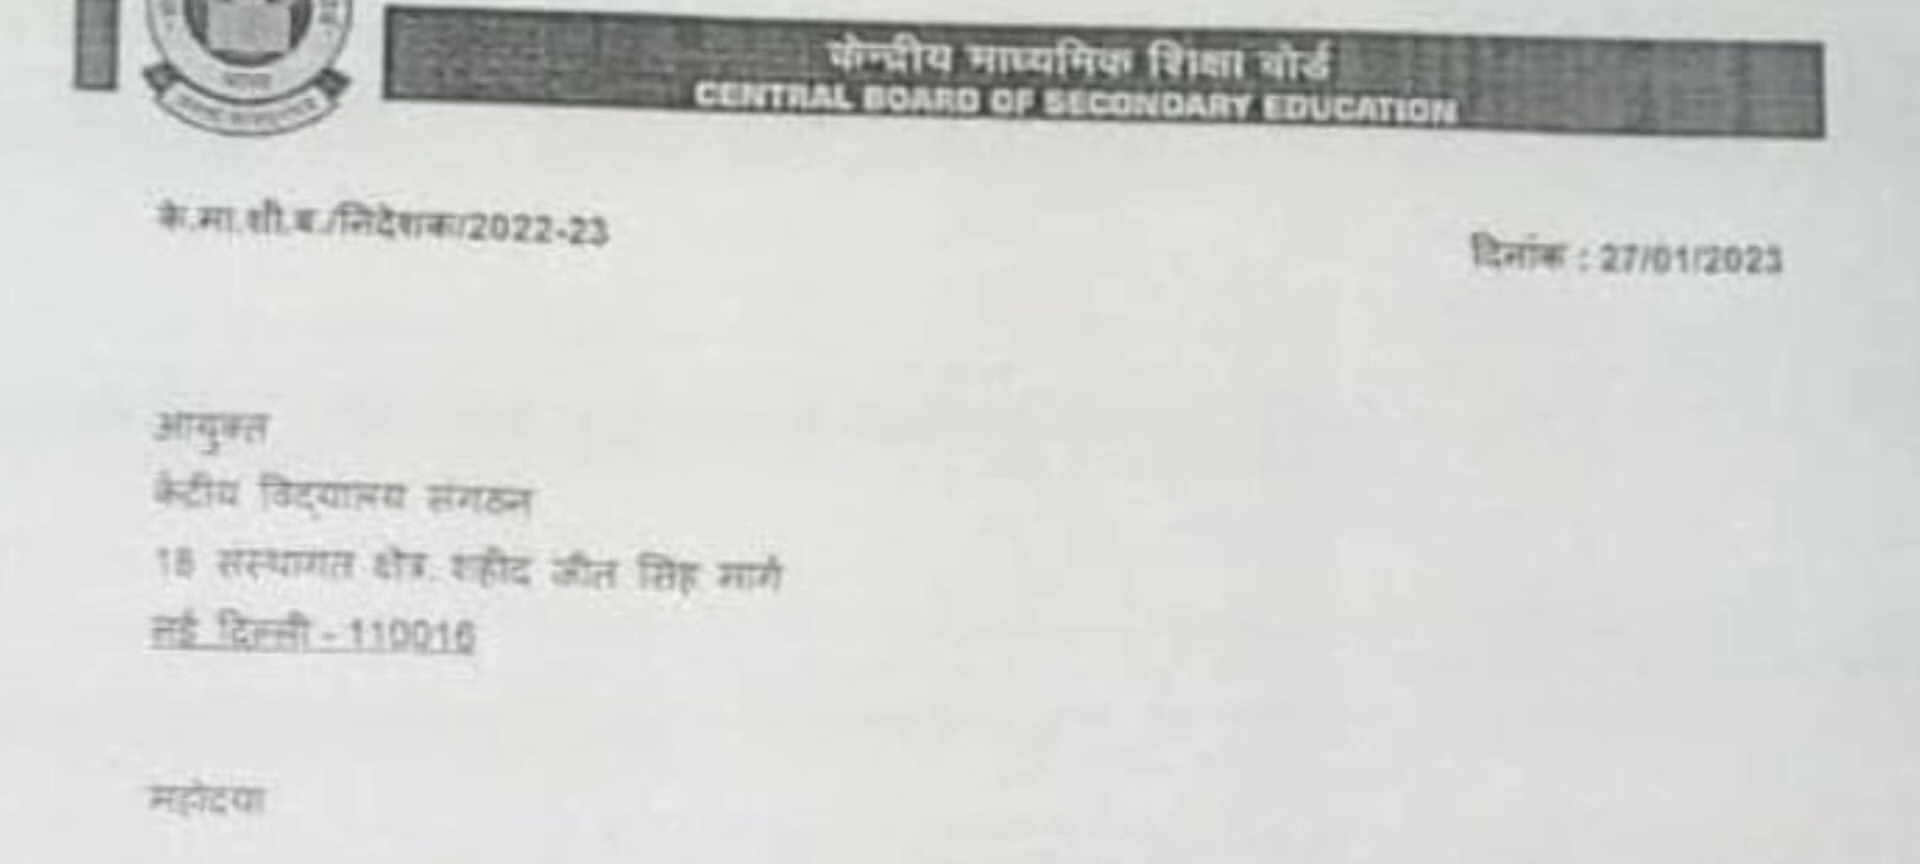 केन्द्रीय माध्यमिक शिक्षा बोर्ड
CENTRAL BOARD OF SECONDARY EDUCATION
के.मा.शी.ब./निदेशक/2022-23
दिनांक : 27/01/2023
आयुक्त
केंद्रीय विद्यालय संगठन
18 संस्थागत क्षेत्र, शहीद जीत सिंह मार्ग
नई दिल्ली - 110016
महोदया